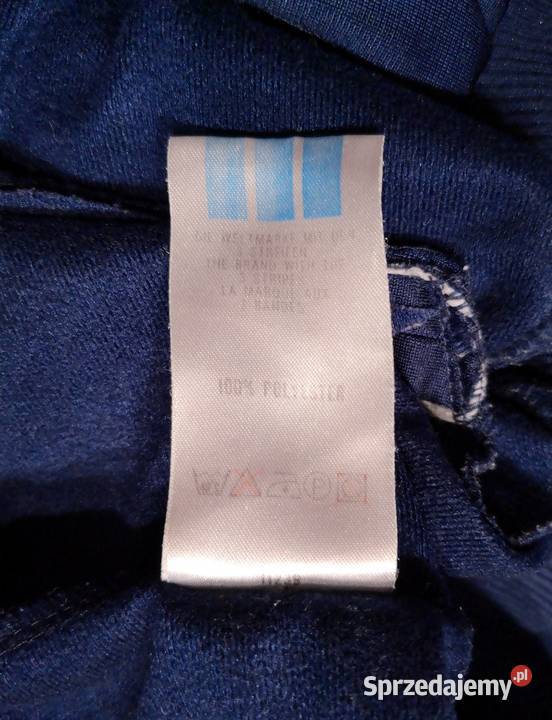 DIE WELTMARKE MIT DEN
3 STREIFEN
THE BRAND WITH THE
3 STRIPES
LA MARQUE AUX
3 BANDES
100% POLYESTER
P
11239
Sprzedajemy.pl